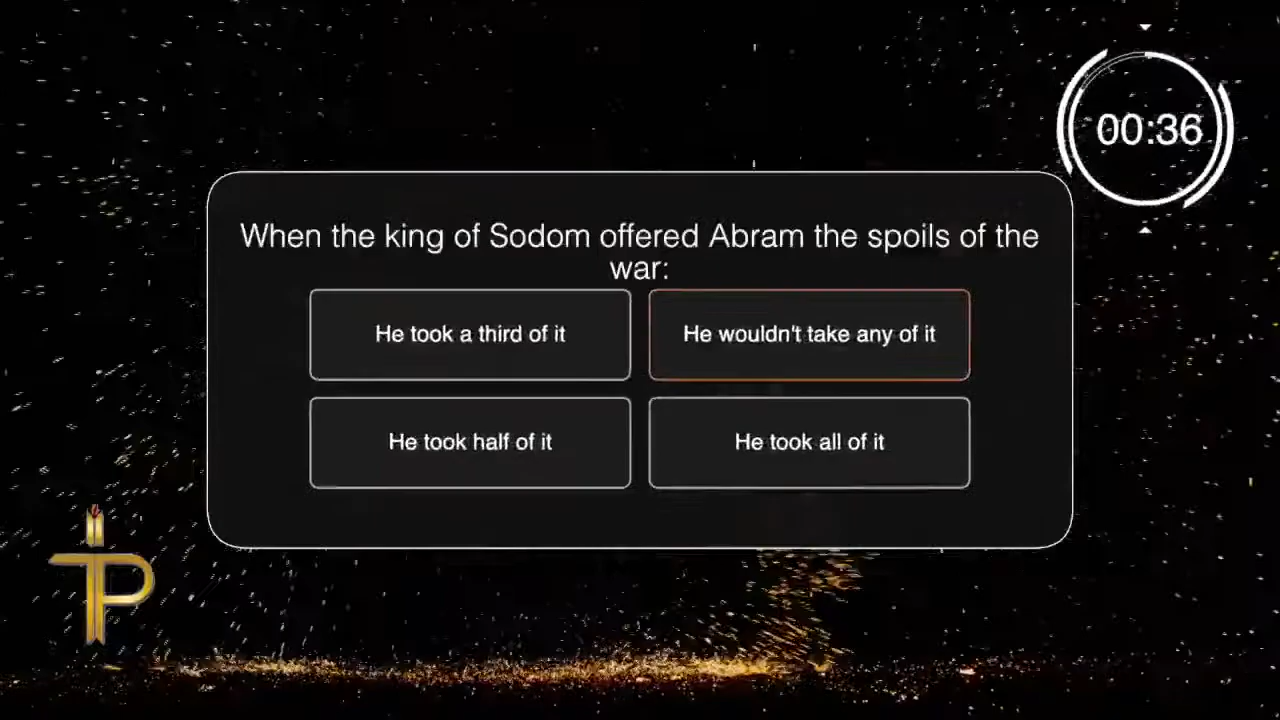 00:36
When the king of Sodom offered Abram the spoils of the
war:
He took a third of it
He wouldn't take any of it
He took half of it
He took all of it